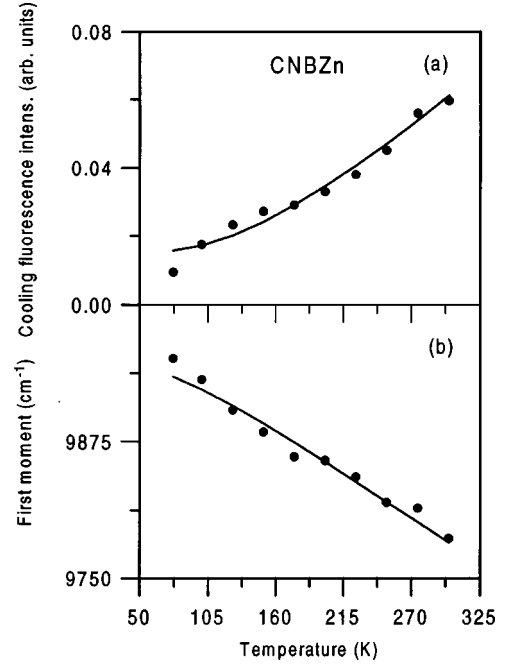 Cooling fluorescence intens. (arb. units)
0.08
0.04
0.00
CNBZn
(a)
First moment (cm⁻¹)
9875
9750
(b)
50 105 160 215 270 325
Temperature (K)